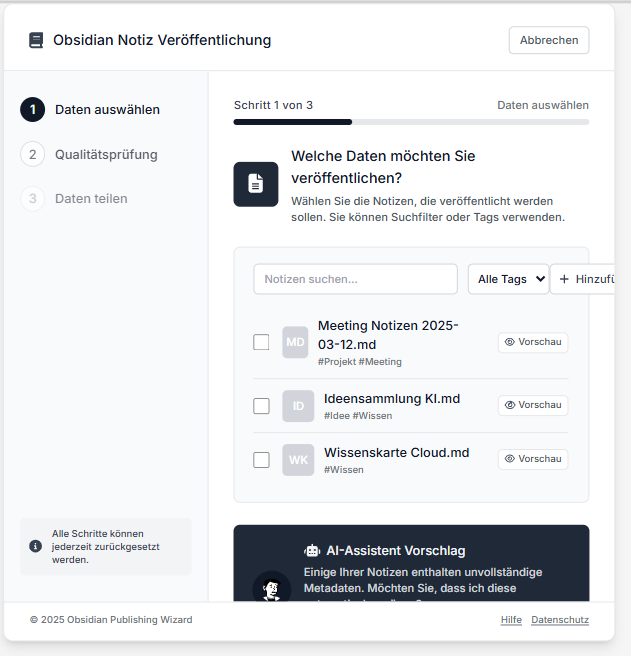 Obsidian Notiz Veröffentlichung
Abbrechen
1 Daten auswählen
2 Qualitätsprüfung
3 Daten teilen
Alle Schritte können
jederzeit zurückgesetzt
werden.
Schritt 1 von 3 Daten auswählen
Welche Daten möchten Sie
veröffentlichen?
Wählen Sie die Notizen, die veröffentlicht werden
sollen. Sie können Suchfilter oder Tags verwenden.
Notizen suchen... Alle Tags + Hinzufü
MD Meeting Notizen 2025-
03-12.md
#Projekt #Meeting
Vorschau
ID Ideensammlung KI.md
#Idee #Wissen
Vorschau
WK Wissenskarte Cloud.md
#Wissen
Vorschau
AI-Assistent Vorschlag
Einige Ihrer Notizen enthalten unvollständige
Metadaten. Möchten Sie, dass ich diese
© 2025 Obsidian Publishing Wizard
Hilfe Datenschutz